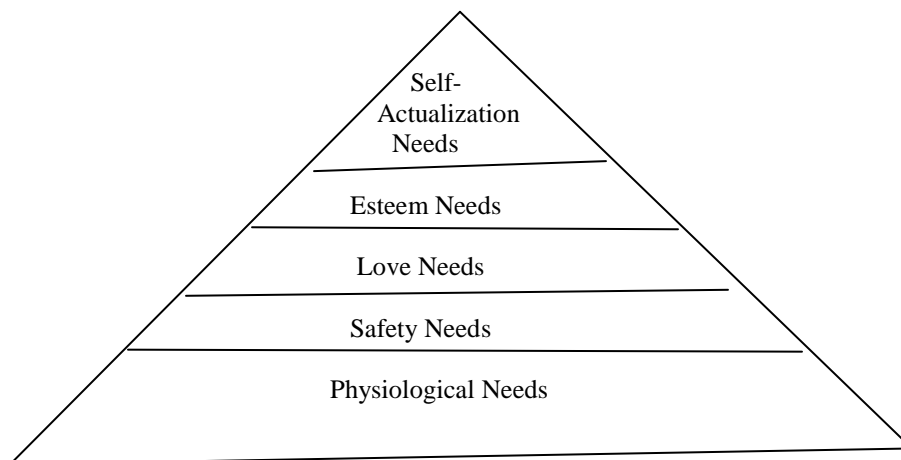 Self-
Actualization
Needs
Esteem Needs
Love Needs
Safety Needs
Physiological Needs